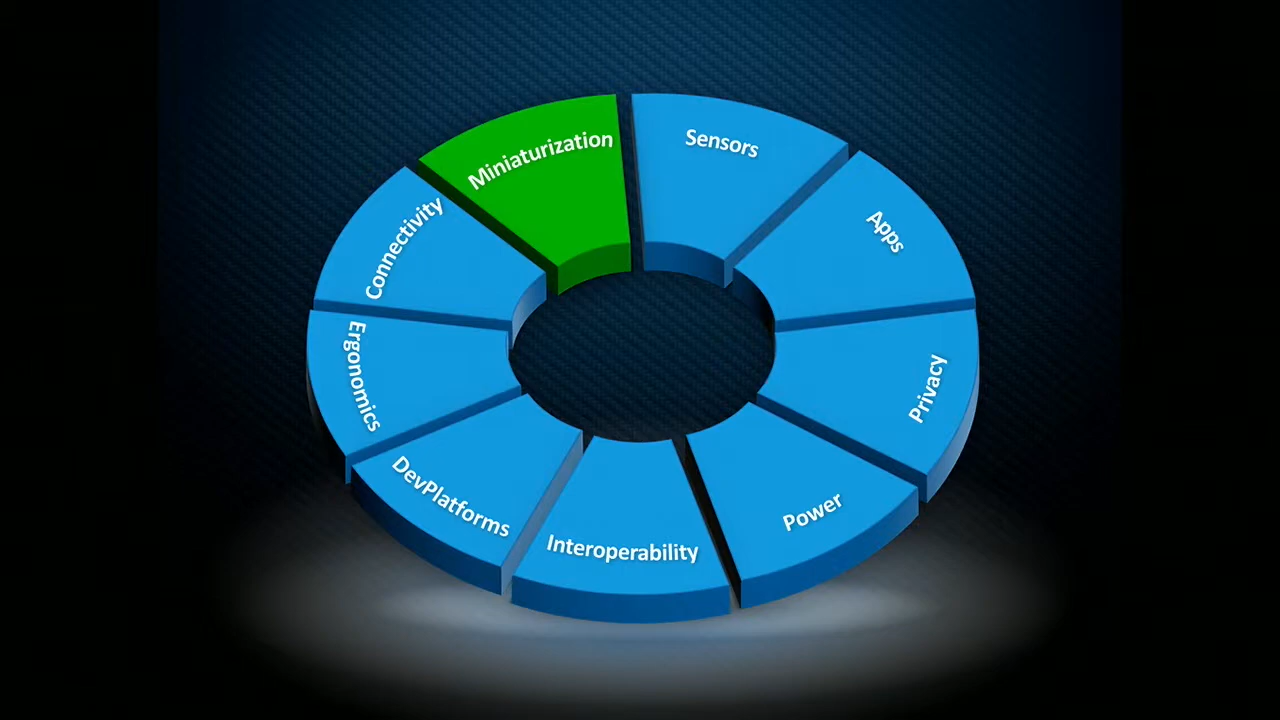 Miniaturization
Sensors
Apps
Privacy
Power
Interoperability
DevPlatforms
Ergonomics
Connectivity